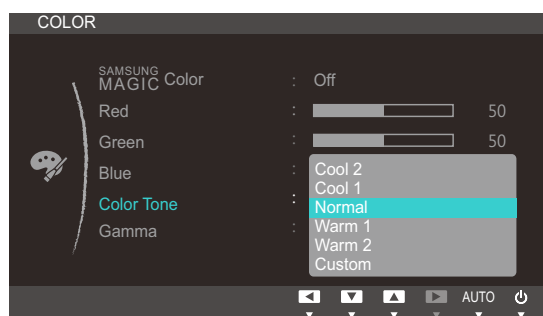 COLOR
SAMSUNG MAGIC Color : Off
Red : 50
Green : 50
Blue :
Color Tone :
Gamma :
Cool 2
Cool 1
Normal
Warm 1
Warm 2
Custom
AUTO